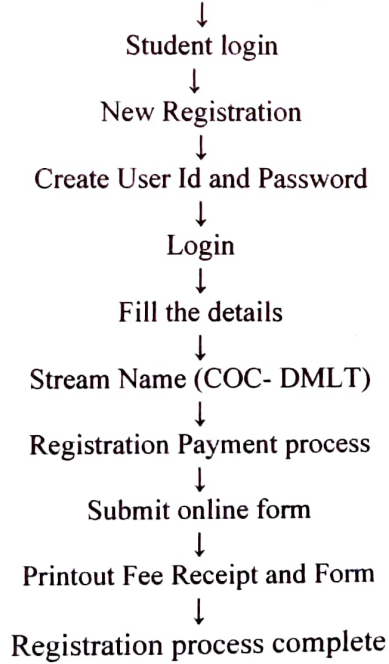 ↓
Student login
↓
New Registration
↓
Create User Id and Password
↓
Login
↓
Fill the details
↓
Stream Name (COC- DMLT)
↓
Registration Payment process
↓
Submit online form
↓
Printout Fee Receipt and Form
↓
Registration process complete